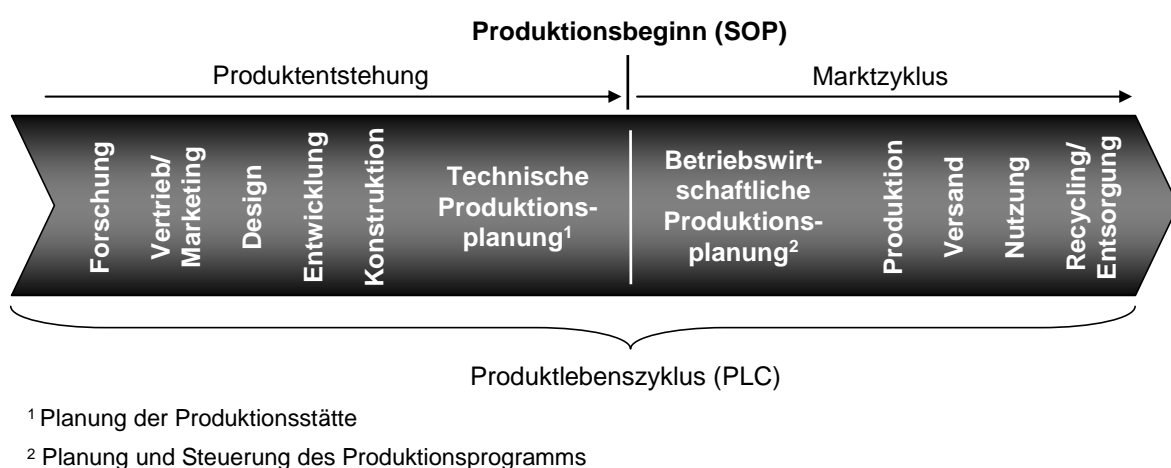 Produktionsbeginn (SOP)
Produktentstehung
Marktzyklus
Forschung
Vertrieb/
Marketing
Design
Entwicklung
Konstruktion
Technische
Produktions-
planung¹
Betriebswirt-
schaftliche
Produktions-
planung²
Produktion
Versand
Nutzung
Recycling/
Entsorgung
Produktlebenszyklus (PLC)
¹ Planung der Produktionsstätte
² Planung und Steuerung des Produktionsprogramms